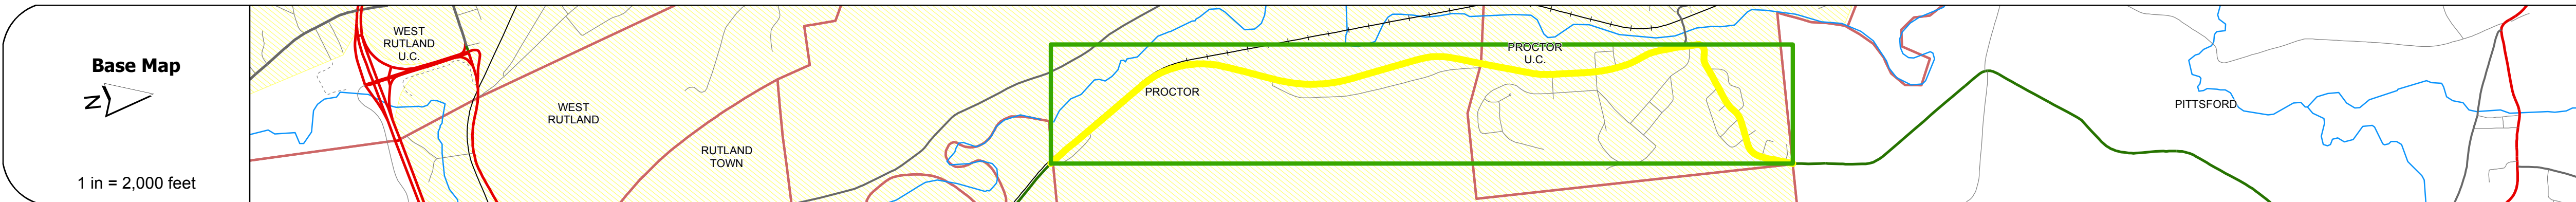 Base Map
N
1 in = 2,000 feet
WEST
RUTLAND
U.C.
WEST
RUTLAND
RUTLAND
TOWN
PROCTOR
PROCTOR
U.C.
PITTSFORD